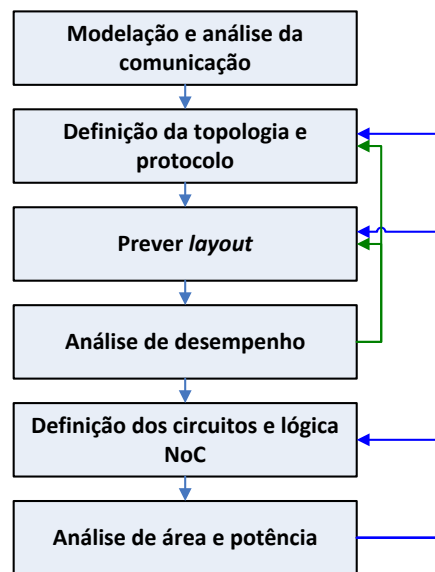 Modelação e análise da
comunicação
Definição da topologia e
protocolo
Prever layout
Análise de desempenho
Definição dos circuitos e lógica
NoC
Análise de área e potência